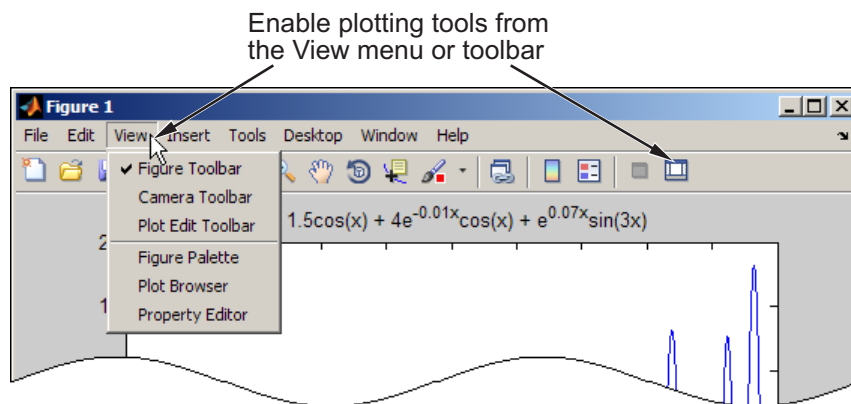 Enable plotting tools from
the View menu or toolbar
Figure 1
File Edit View Insert Tools Desktop Window Help
✔ Figure Toolbar
Camera Toolbar
Plot Edit Toolbar
Figure Palette
Plot Browser
Property Editor
1.5cos(x) + 4e^-0.01x cos(x) + e^0.07x sin(3x)
2
1